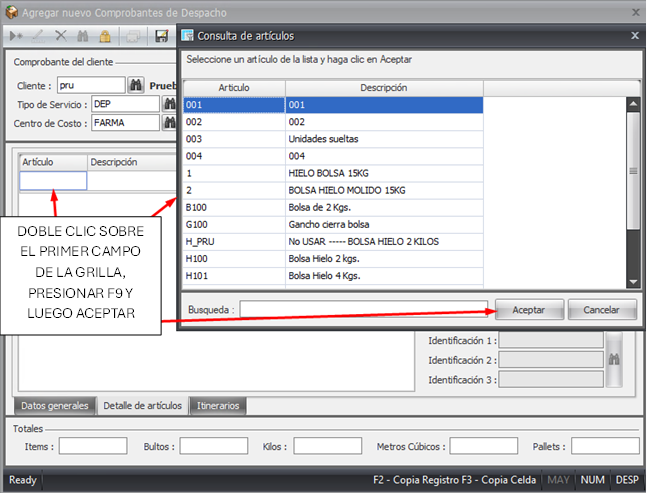 Agregar nuevo Comprobantes de Despacho
Comprobante del cliente
Cliente : pru Prueb
Tipo de Servicio : DEP
Centro de Costo : FARMA
Artículo Descripción
Consulta de artículos
Seleccione un artículo de la lista y haga clic en Aceptar
Articulo Descripción
001 001
002 002
003 Unidades sueltas
004 004
1 HIELO BOLSA 15KG
2 BOLSA HIELO MOLIDO 15KG
B100 Bolsa de 2 Kgs.
G100 Gancho cierra bolsa
H_PRU No USAR ----- BOLSA HIELO 2 KILOS
H100 Bolsa Hielo 2 kgs.
H101 Bolsa Hielo 4 Kgs.
Busqueda : Aceptar Cancelar
DOBLE CLIC SOBRE
EL PRIMER CAMPO
DE LA GRILLA,
PRESIONAR F9 Y
LUEGO ACEPTAR
Identificación 1 :
Identificación 2 :
Identificación 3 :
Datos generales Detalle de artículos Itinerarios
Totales
Items : Bultos : Kilos : Metros Cúbicos : Pallets :
Ready F2 - Copia Registro F3 - Copia Celda MAY NUM DESP